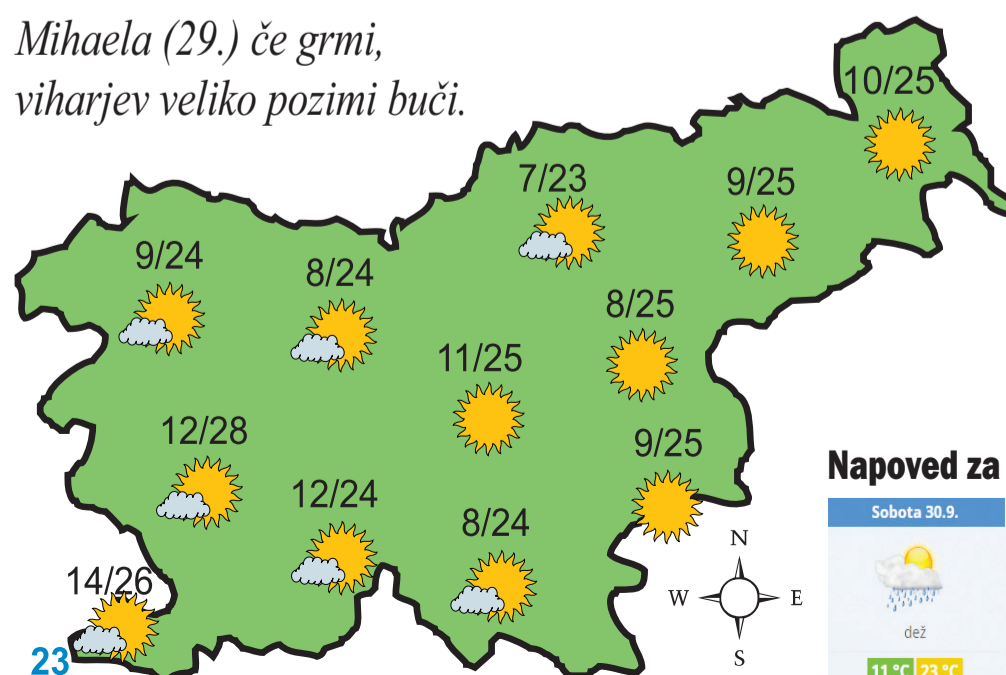 Mihaela (29.) če grmi,
viharjev veliko pozimi buči.
10/25
7/23
9/25
9/24
8/24
8/25
11/25
12/28
9/25
12/24
8/24
14/26
23
N
W
E
S
Napoved za
Sobota 30.9.
dež
11 °C 23 °C